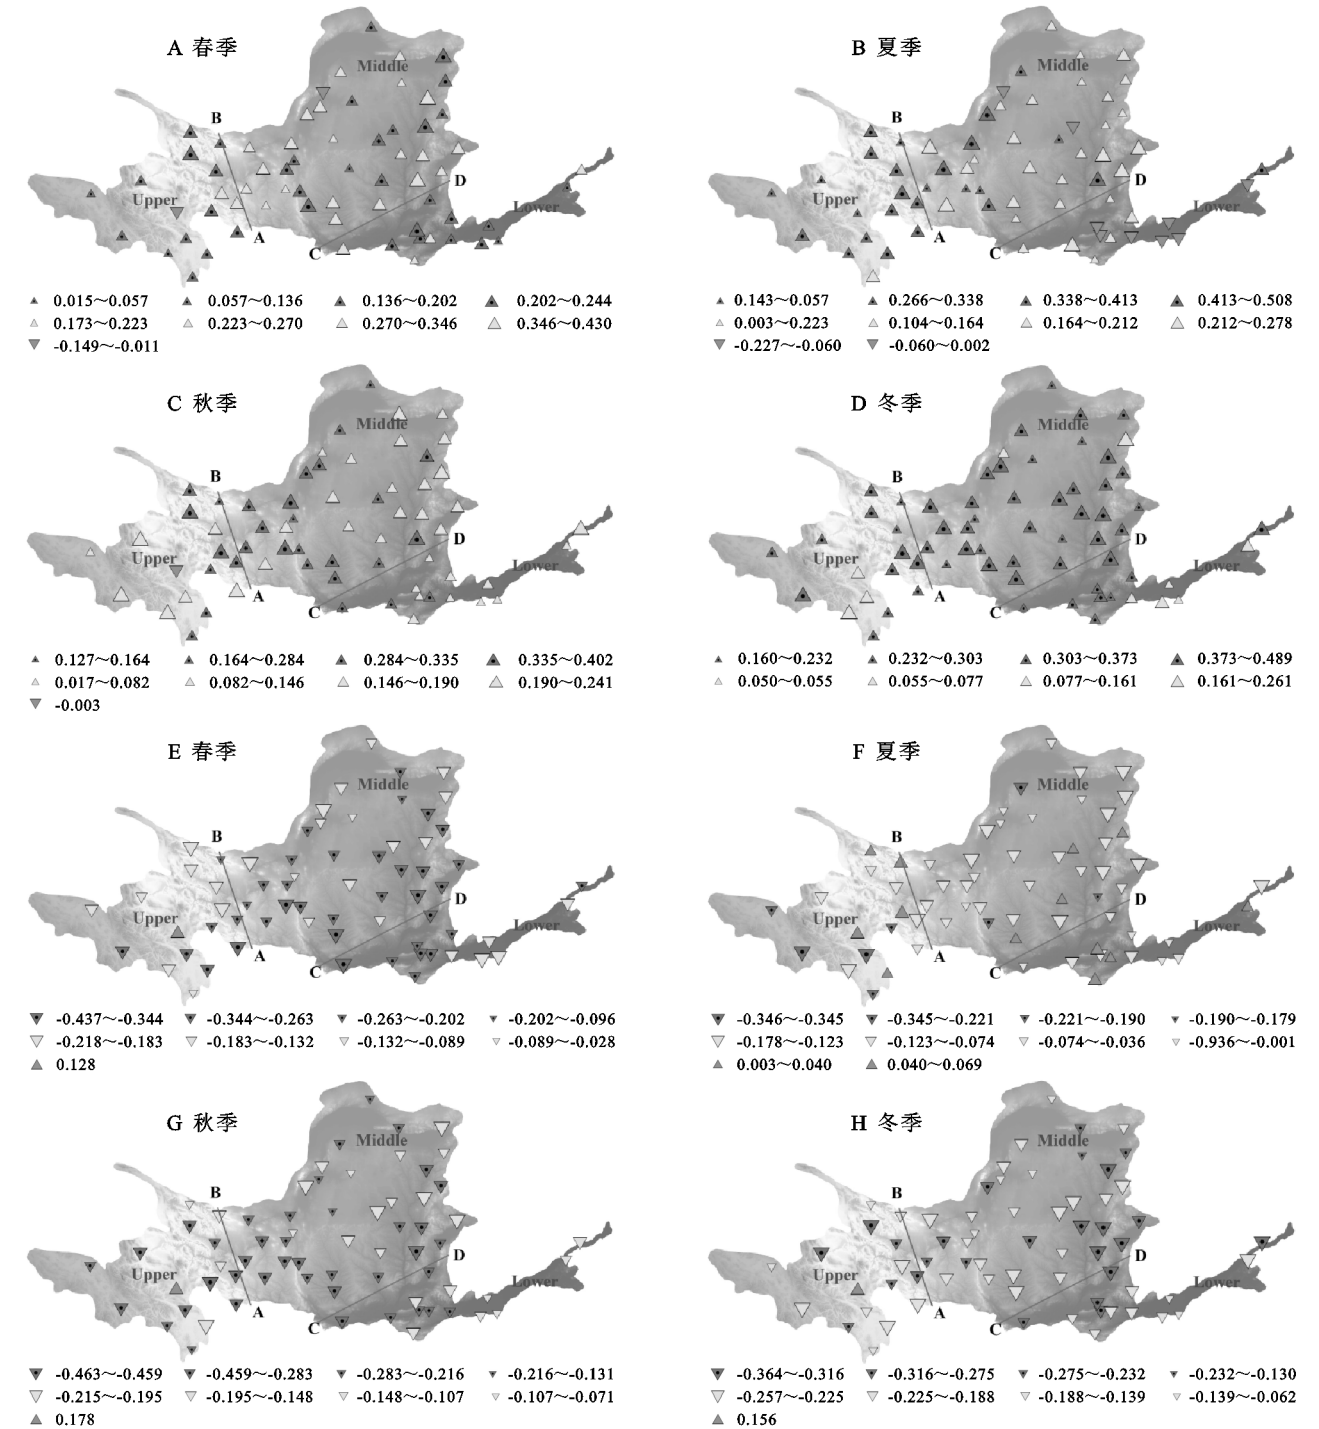 A 春季
Middle
B
Upper
A
C
D
Lower
0.015～0.057 0.057～0.136 0.136～0.202 0.202～0.244
0.173～0.223 0.223～0.270 0.270～0.346 0.346～0.430
-0.149～-0.011
B 夏季
Middle
B
Upper
A
C
D
Lower
0.143～0.057 0.266～0.338 0.338～0.413 0.413～0.508
0.003～0.223 0.104～0.164 0.164～0.212 0.212～0.278
-0.227～-0.060 -0.060～0.002
C 秋季
Middle
B
Upper
A
C
D
Lower
0.127～0.164 0.164～0.284 0.284～0.335 0.335～0.402
0.017～0.082 0.082～0.146 0.146～0.190 0.190～0.241
-0.003
D 冬季
Middle
B
Upper
A
C
D
Lower
0.160～0.232 0.232～0.303 0.303～0.373 0.373～0.489
0.050～0.055 0.055～0.077 0.077～0.161 0.161～0.261
E 春季
Middle
B
Upper
A
C
D
Lower
-0.437～-0.344 -0.344～-0.263 -0.263～-0.202 -0.202～-0.096
-0.218～-0.183 -0.183～-0.132 -0.132～-0.089 -0.089～-0.028
0.128
F 夏季
Middle
B
Upper
A
C
D
Lower
-0.346～-0.345 -0.345～-0.221 -0.221～-0.190 -0.190～-0.179
-0.178～-0.123 -0.123～-0.074 -0.074～-0.036 -0.936～-0.001
0.003～0.040 0.040～0.069
G 秋季
Middle
B
Upper
A
C
D
Lower
-0.463～-0.459 -0.459～-0.283 -0.283～-0.216 -0.216～-0.131
-0.215～-0.195 -0.195～-0.148 -0.148～-0.107 -0.107～-0.071
0.178
H 冬季
Middle
B
Upper
A
C
D
Lower
-0.364～-0.316 -0.316～-0.275 -0.275～-0.232 -0.232～-0.130
-0.257～-0.225 -0.225～-0.188 -0.188～-0.139 -0.139～-0.062
0.156